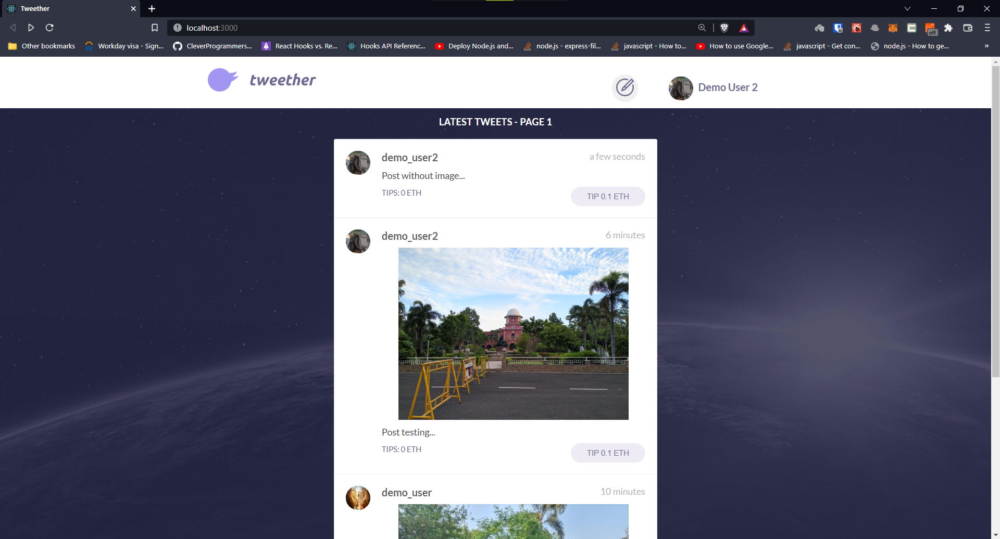 Tweether
localhost:3000
off
Other bookmarks
Workday visa - Sign...
CleverProgrammers...
React Hooks vs. Re...
Hooks API Referenc...
Deploy Node.js and...
node.js - express-fil...
javascript - How to...
How to use Google...
javascript - Get con...
node.js - How to ge...
»
tweether
Demo User 2
LATEST TWEETS - PAGE 1
demo_user2
a few seconds
Post without image...
TIPS: 0 ETH
TIP 0.1 ETH
demo_user2
6 minutes
Post testing...
TIPS: 0 ETH
TIP 0.1 ETH
demo_user
10 minutes